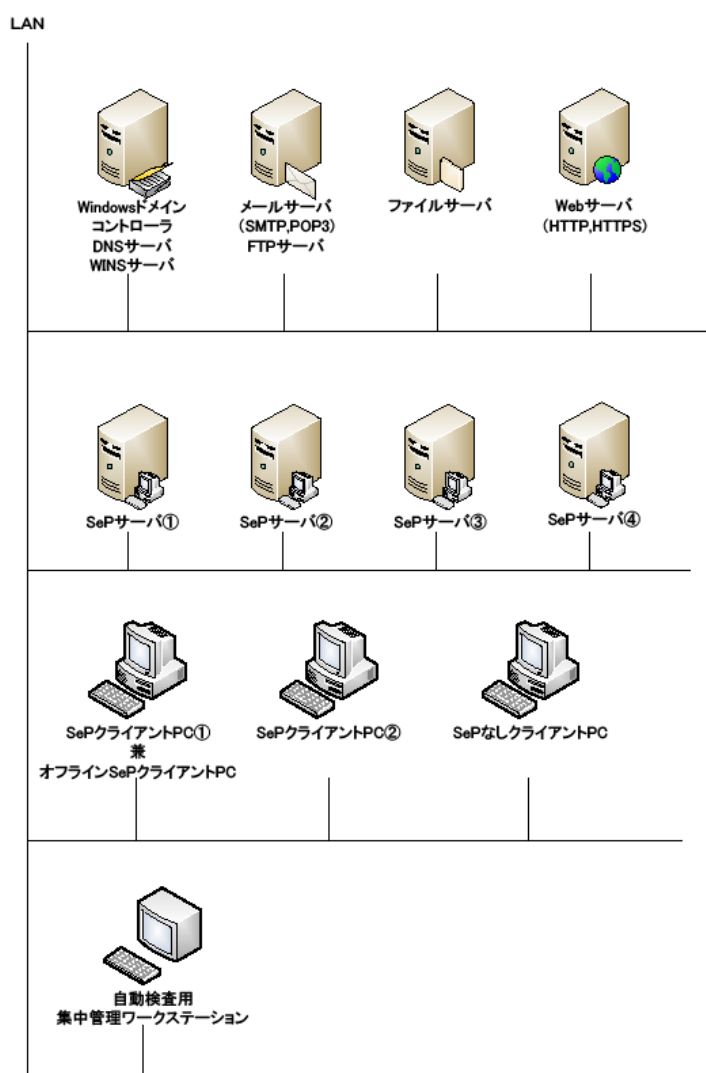 LAN
Windowsドメイン
コントローラ
DNSサーバ
WINSサーバ
メールサーバ
(SMTP,POP3)
FTPサーバ
ファイルサーバ
Webサーバ
(HTTP,HTTPS)
SePサーバ①
SePサーバ②
SePサーバ③
SePサーバ④
SePクライアントPC①
兼
オフラインSePクライアントPC
SePクライアントPC②
SePなしクライアントPC
自動検査用
集中管理ワークステーション